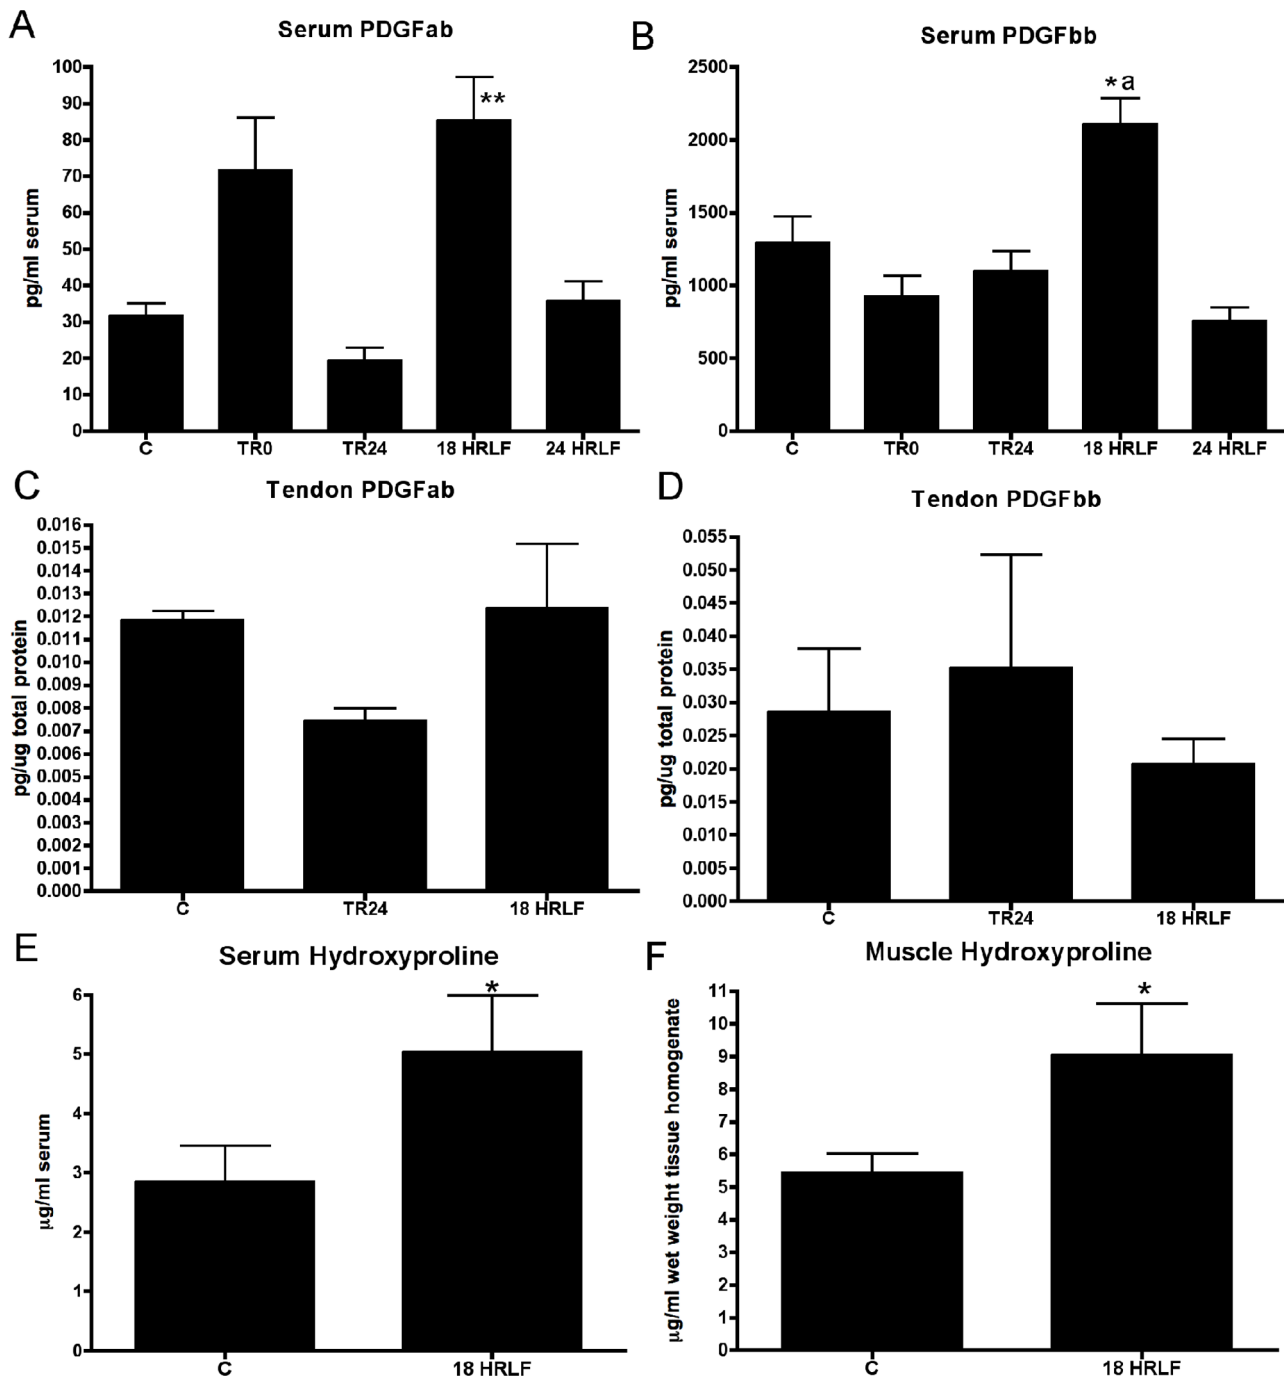 A
Serum PDGFab
pg/ml serum
100
90
80
70
60
50
40
30
20
10
0
**
C
TR0
TR24
18 HRLF
24 HRLF
B
Serum PDGFbb
pg/ml serum
2500
2000
1500
1000
500
0
*a
C
TR0
TR24
18 HRLF
24 HRLF
C
Tendon PDGFab
pg/ug total protein
0.016
0.015
0.014
0.013
0.012
0.011
0.010
0.009
0.008
0.007
0.006
0.005
0.004
0.003
0.002
0.001
0.000
C
TR24
18 HRLF
D
Tendon PDGFbb
pg/ug total protein
0.055
0.050
0.045
0.040
0.035
0.030
0.025
0.020
0.015
0.010
0.005
0.000
C
TR24
18 HRLF
E
Serum Hydroxyproline
µg/ml serum
6
5
4
3
2
1
0
*
C
18 HRLF
F
Muscle Hydroxyproline
µg/ml wet weight tissue homogenate
11
10
9
8
7
6
5
4
3
2
1
0
*
C
18 HRLF